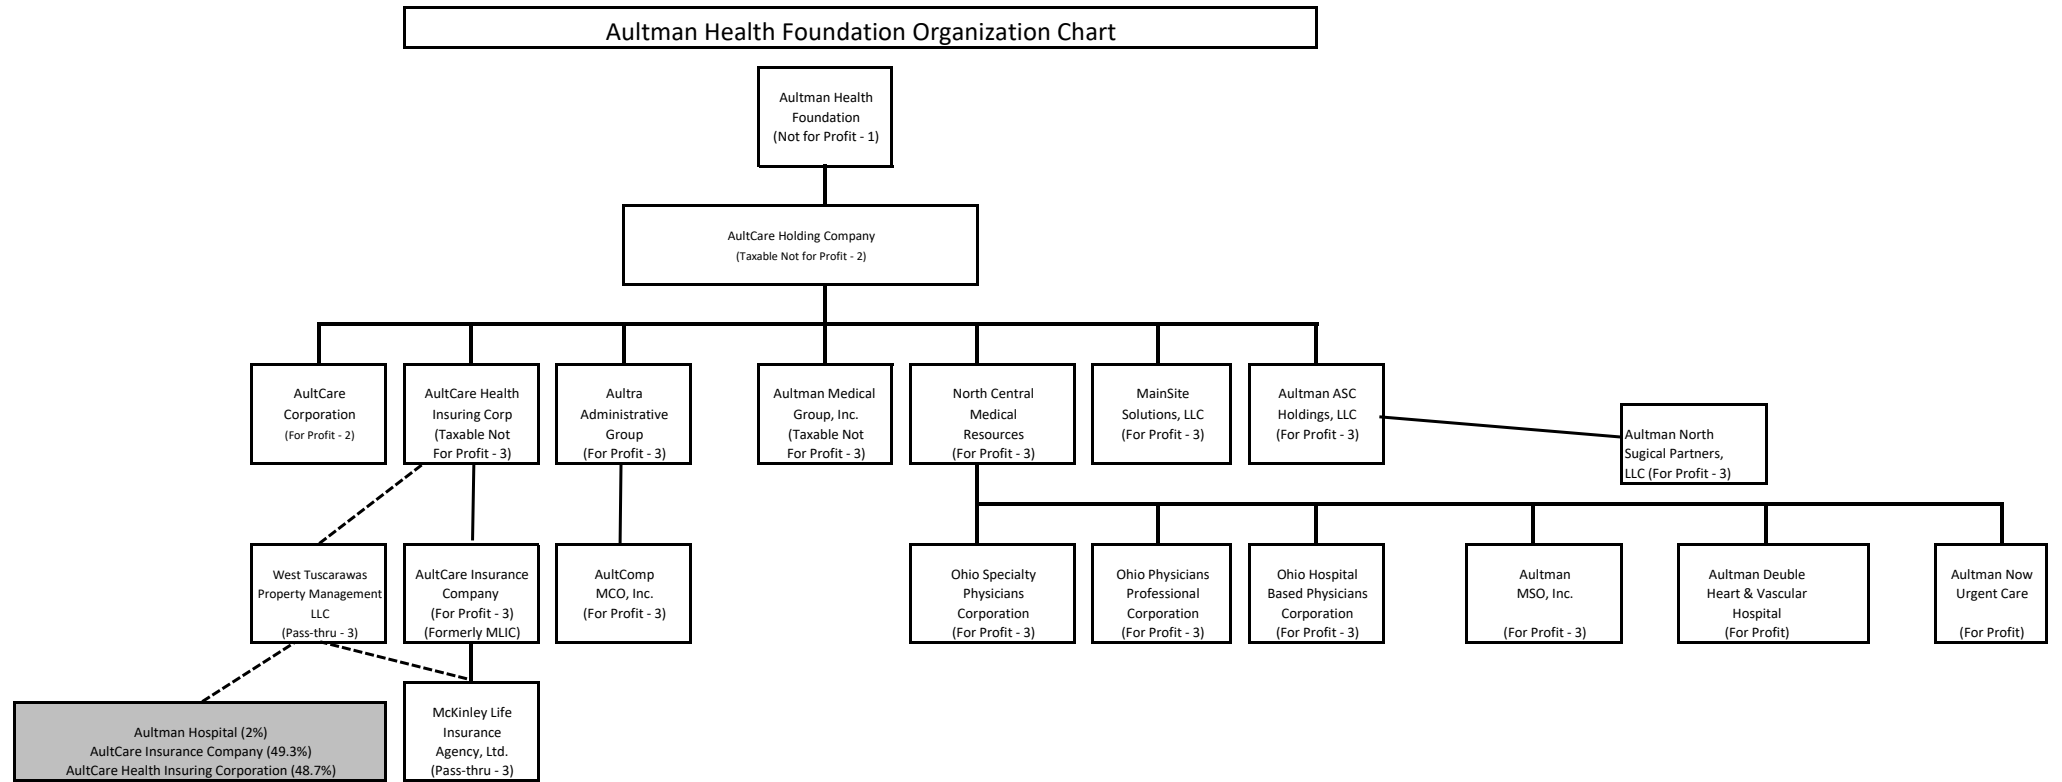 Aultman Health Foundation Organization Chart
Aultman Health
Foundation
(Not for Profit - 1)
AultCare Holding Company
(Taxable Not for Profit - 2)
AultCare
Corporation
(For Profit - 2)
AultCare Health
Insuring Corp
(Taxable Not
For Profit - 3)
Aultra
Administrative
Group
(For Profit - 3)
Aultman Medical
Group, Inc.
(Taxable Not
For Profit - 3)
North Central
Medical
Resources
(For Profit - 3)
MainSite
Solutions, LLC
(For Profit - 3)
Aultman ASC
Holdings, LLC
(For Profit - 3)
Aultman North
Sugical Partners,
LLC (For Profit - 3)
West Tuscarawas
Property Management
LLC
(Pass-thru - 3)
AultCare Insurance
Company
(For Profit - 3)
(Formerly MLIC)
AultComp
MCO, Inc.
(For Profit - 3)
Ohio Specialty
Physicians
Corporation
(For Profit - 3)
Ohio Physicians
Professional
Corporation
(For Profit - 3)
Ohio Hospital
Based Physicians
Corporation
(For Profit - 3)
Aultman
MSO, Inc.
(For Profit - 3)
Aultman Deuble
Heart & Vascular
Hospital
(For Profit)
Aultman Now
Urgent Care
(For Profit)
Aultman Hospital (2%)
AultCare Insurance Company (49.3%)
AultCare Health Insuring Corporation (48.7%)
McKinley Life
Insurance
Agency, Ltd.
(Pass-thru - 3)